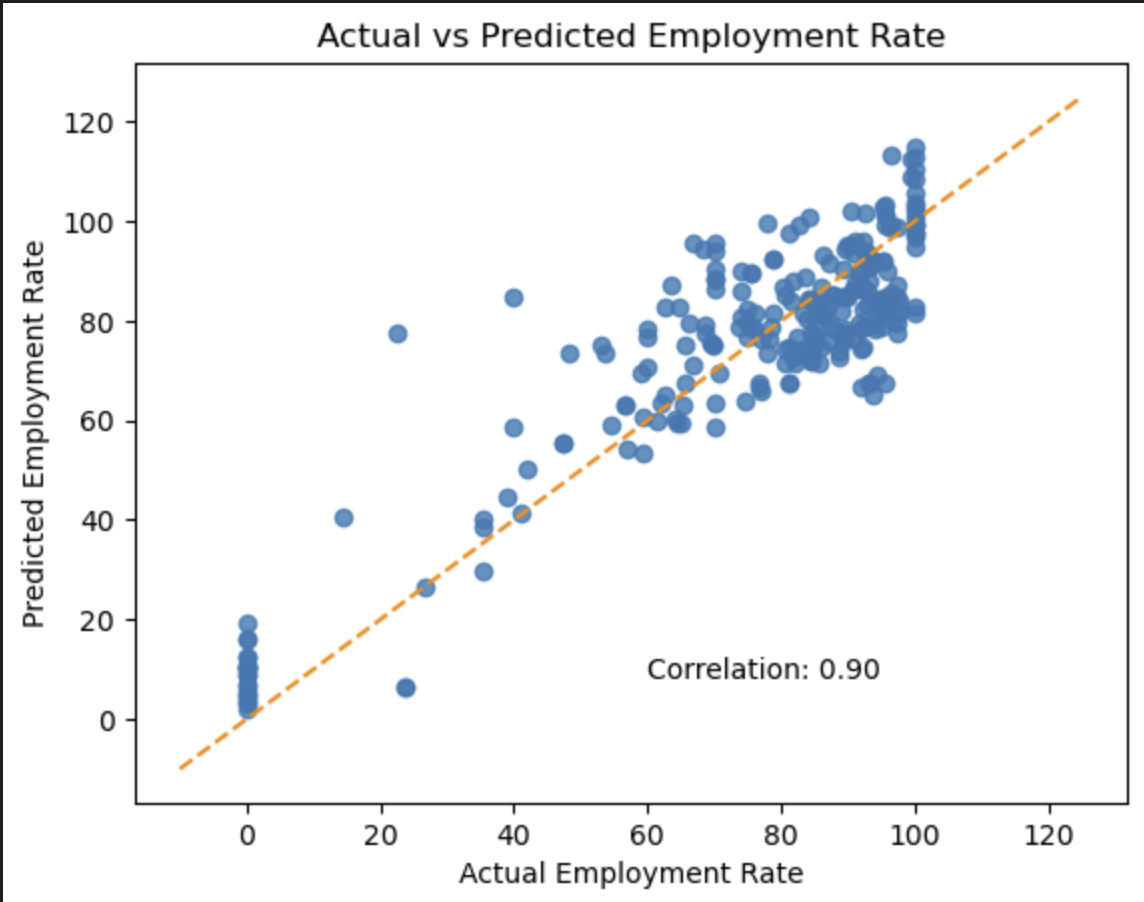 Actual vs Predicted Employment Rate
Predicted Employment Rate
120
100
80
60
40
20
0
Correlation: 0.90
0 20 40 60 80 100 120
Actual Employment Rate